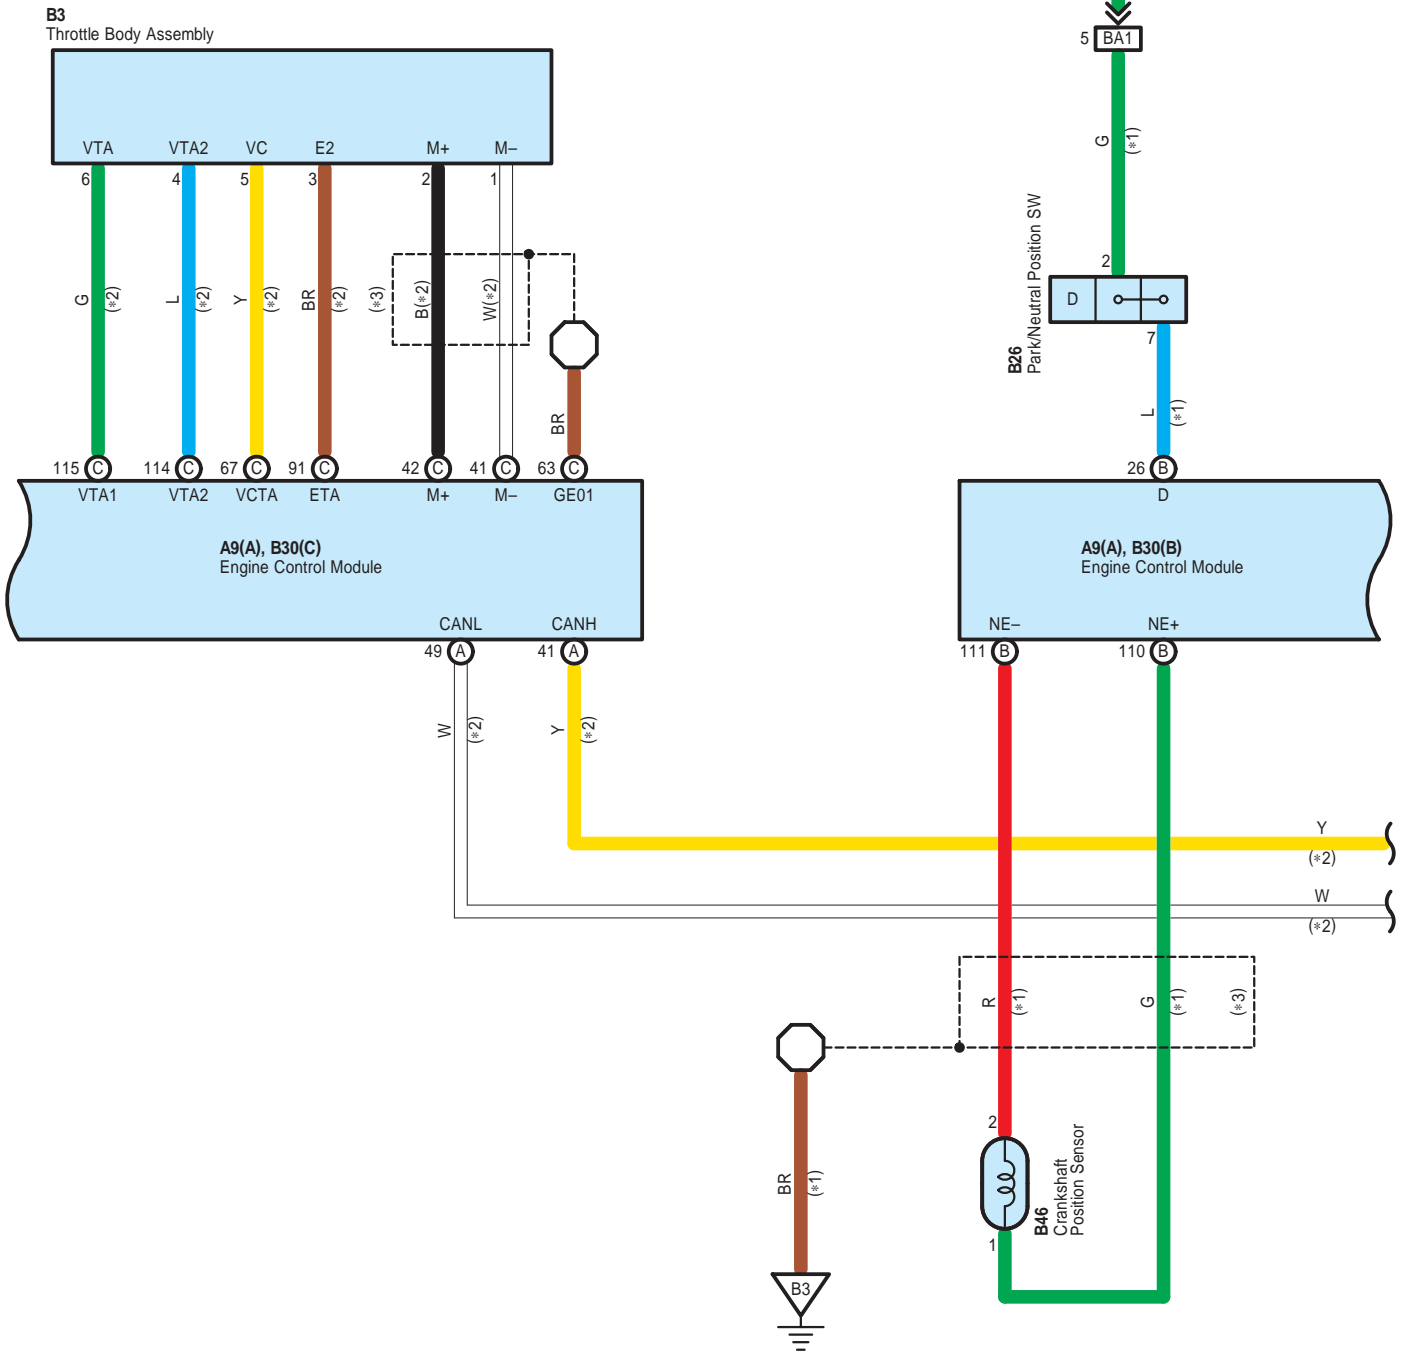 B3
Throttle Body Assembly
VTA VTA2 VC E2 M+ M–
6 4 5 3 2 1
G (*2) L (*2) Y (*2) BR (*2) (*3) B(*2) W(*2)
BR
115 C 114 C 67 C 91 C 42 C 41 C 63 C
VTA1 VTA2 VCTA ETA M+ M– GE01
A9(A), B30(C)
Engine Control Module
CANL CANH
49 A 41 A
W (*2) Y (*2)
5 BA1
G (*1)
2
D
B26
Park/Neutral Position SW
7
L (*1)
26 B
D
A9(A), B30(B)
Engine Control Module
NE– NE+
111 B 110 B
Y
(*2)
W
(*2)
R (*1) G (*1) (*3)
2
B46
Crankshaft
Position Sensor
1
BR (*1)
B3